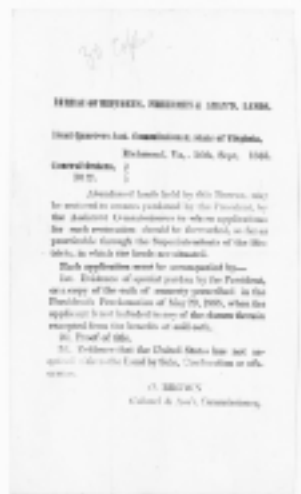 BUREAU OF REFUGEES, FREEDMEN & ABAN'D. LANDS.
Head-Quarters Asst. Commissioner, State of Virginia,
Richmond, Va., Sept. 1865.
General Orders,
Abandoned lands held by this Bureau, may
be restored to owners pardoned by the President, by
the Assistant Commissioner to whom applications
for such restoration should be forwarded, so far as
practicable through the Superintendents of the Dis-
tricts, in which the lands are situated.
Each application must be accompanied by—
1st. Evidence of special pardon by the President,
or a copy of the oath of amnesty prescribed in the
President's Proclamation of May 29, 1865, when the
applicant is not included in any of the classes therein
excepted from the benefits of said oath.
2d. Proof of title.
3d. Evidence that the United States has not ac-
quired title to the Land by Sale, Confiscation or oth-
erwise.
O. BROWN
Colonel & Ass't. Commissioner.